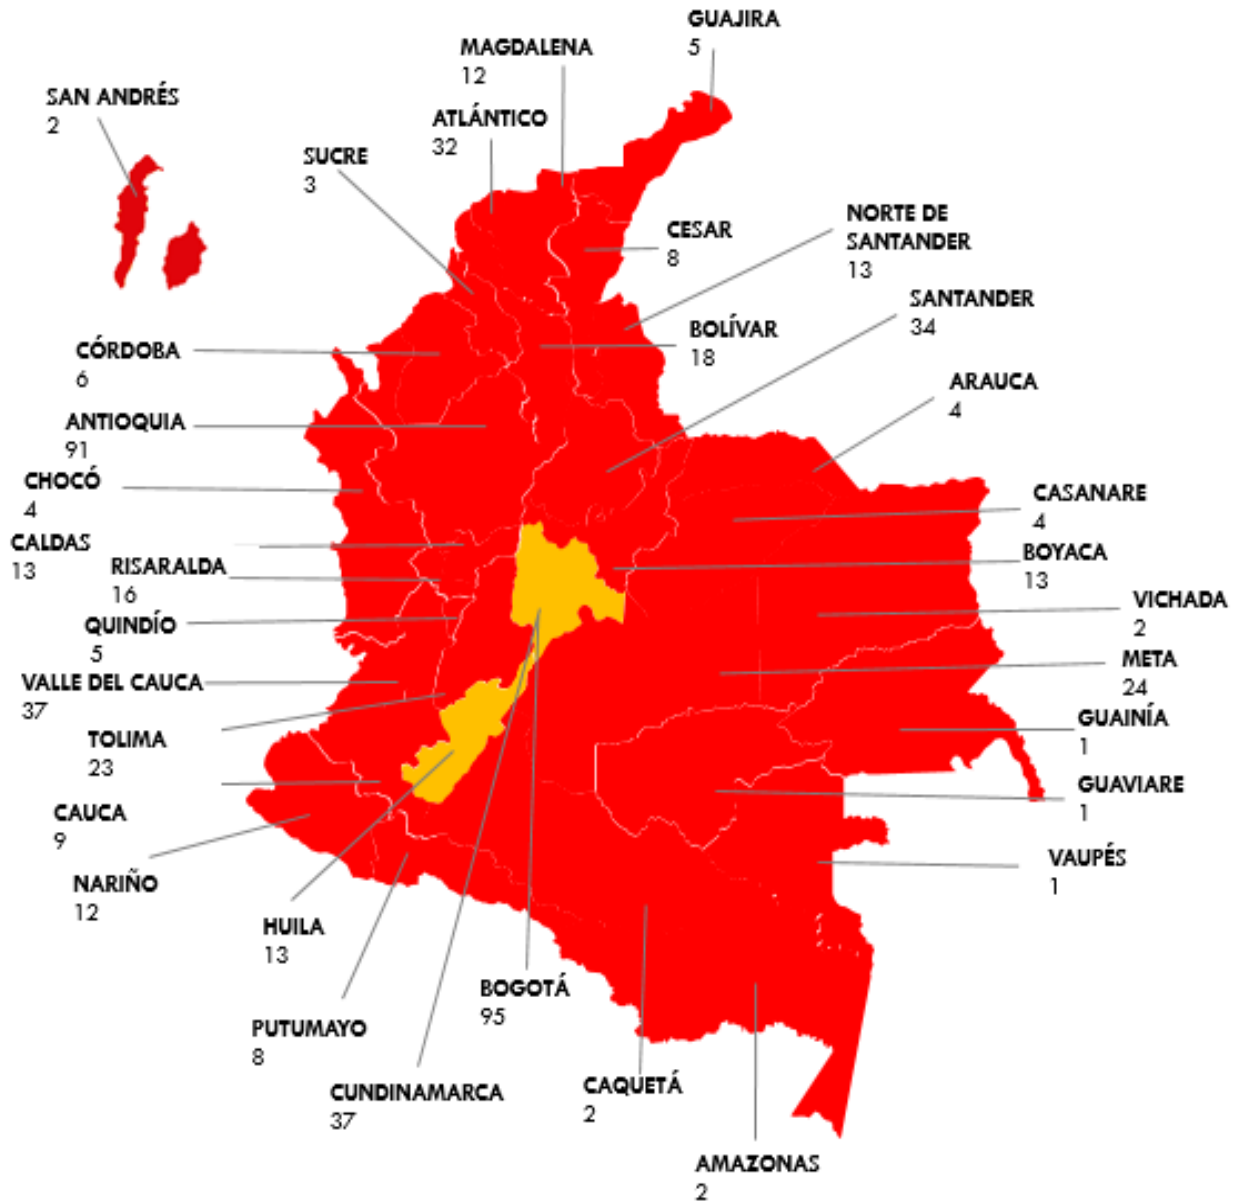 GUAJIRA
5
MAGDALENA
12
SAN ANDRÉS
2
ATLÁNTICO
32
SUCRE
3
CESAR
8
NORTE DE
SANTANDER
13
SANTANDER
34
BOLÍVAR
18
CÓRDOBA
6
ARAUCA
4
ANTIOQUIA
91
CHOCÓ
4
CASANARE
4
CALDAS
13
BOYACA
13
RISARALDA
16
VICHADA
2
QUINDÍO
5
META
24
VALLE DEL CAUCA
37
GUAINÍA
1
TOLIMA
23
GUAVIARE
1
CAUCA
9
VAUPÉS
1
NARIÑO
12
HUILA
13
BOGOTÁ
95
PUTUMAYO
8
CUNDINAMARCA
37
CAQUETÁ
2
AMAZONAS
2